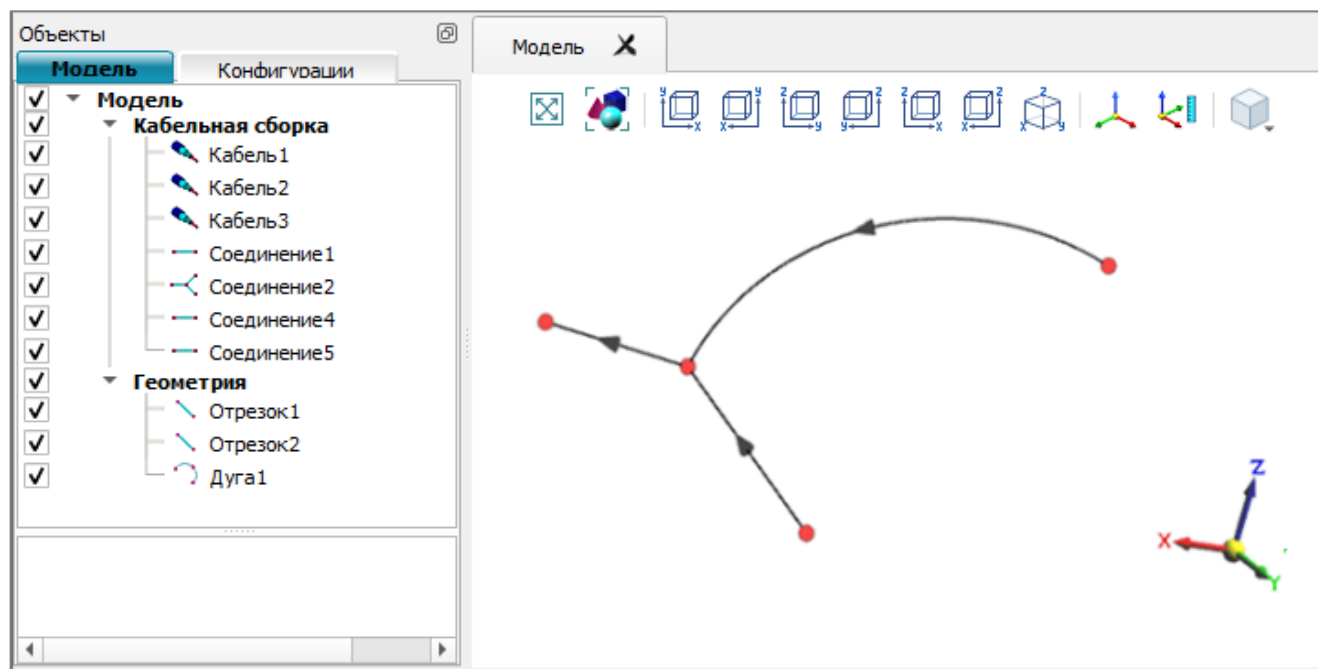 Объекты
Модель Конфигурации
Модель
Кабельная сборка
Кабель1
Кабель2
Кабель3
Соединение1
Соединение2
Соединение4
Соединение5
Геометрия
Отрезок1
Отрезок2
Дуга1
Модель
y x x y z y y z z x x z z x y
Z
X
Y